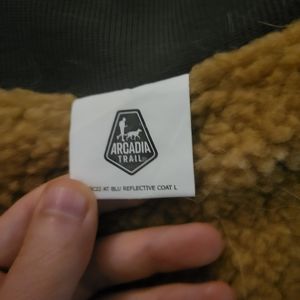 ARCADIA
TRAIL
AT BLU REFLECTIVE COAT L